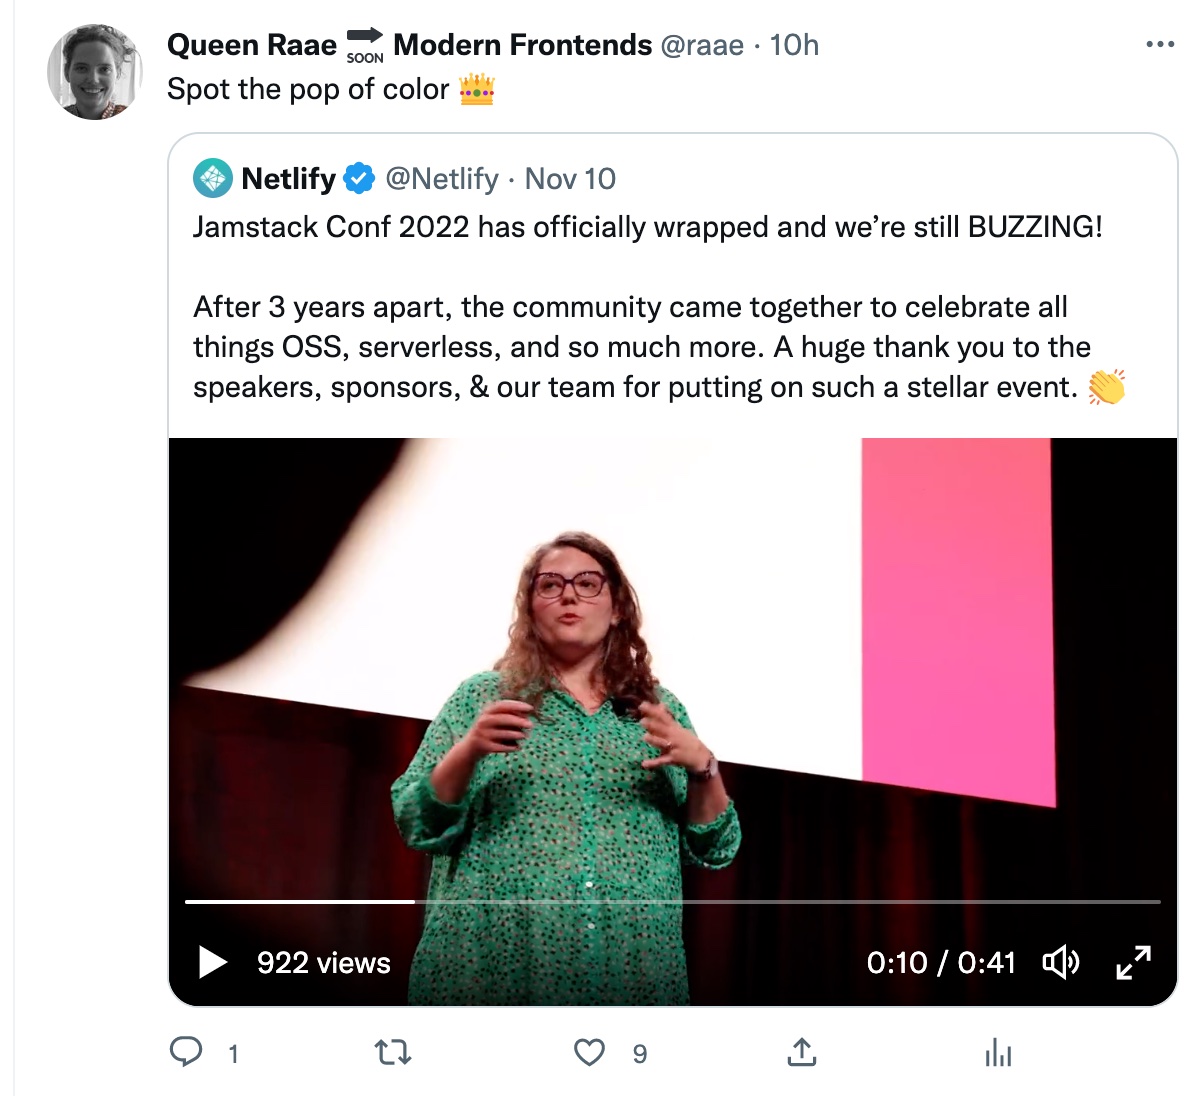 Queen Raae 🔜 Modern Frontends @raae · 10h
Spot the pop of color 👑
Netlify @Netlify · Nov 10
Jamstack Conf 2022 has officially wrapped and we’re still BUZZING!
After 3 years apart, the community came together to celebrate all
things OSS, serverless, and so much more. A huge thank you to the
speakers, sponsors, & our team for putting on such a stellar event. 👏
922 views
0:10 / 0:41
1
9